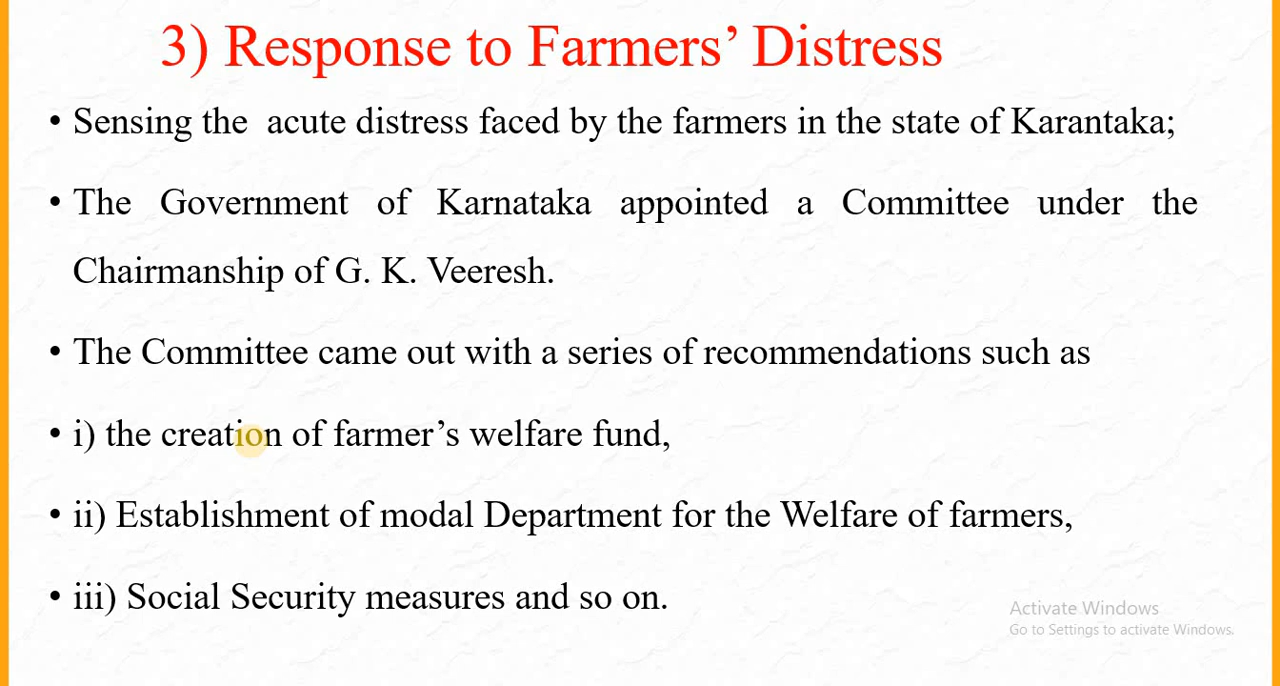 3) Response to Farmers’ Distress
• Sensing the acute distress faced by the farmers in the state of Karantaka;
• The Government of Karnataka appointed a Committee under the
Chairmanship of G. K. Veeresh.
• The Committee came out with a series of recommendations such as
• i) the creation of farmer’s welfare fund,
• ii) Establishment of modal Department for the Welfare of farmers,
• iii) Social Security measures and so on.
Activate Windows
Go to Settings to activate Windows.